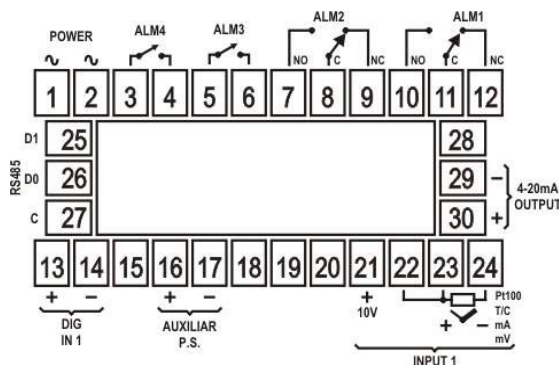 POWER ALM4 ALM3 ALM2 ALM1
NO C NC NO C NC
1 2 3 4 5 6 7 8 9 10 11 12
D1 25 28
RS485
D0 26 29 − 4-20mA
OUTPUT
C 27 30 +
13 14 15 16 17 18 19 20 21 22 23 24
+ − + − + Pt100
10V T/C
DIG AUXILIAR + − mA
IN 1 P.S. mV
INPUT 1